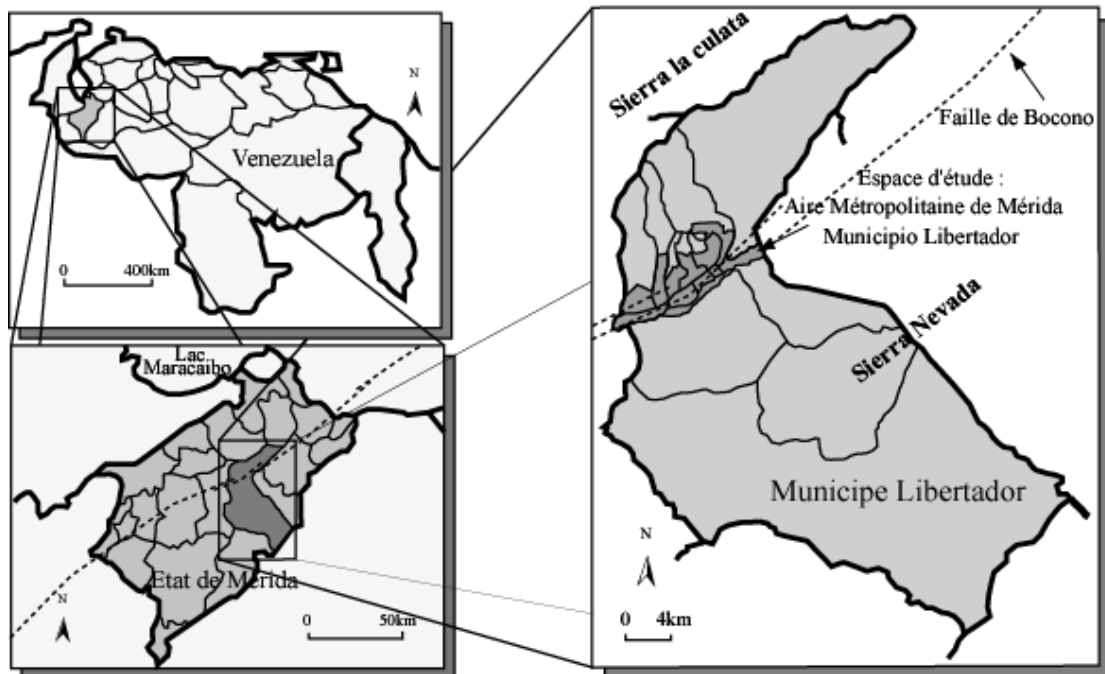 N
Venezuela
0 400km
Lac.
Maracaibo
Etat de Mérida
N
0 50km
Sierra la culata
Faille de Bocono
Espace d'étude :
Aire Métropolitaine de Mérida
Municipio Libertador
Sierra Nevada
Municipe Libertador
N
0 4km